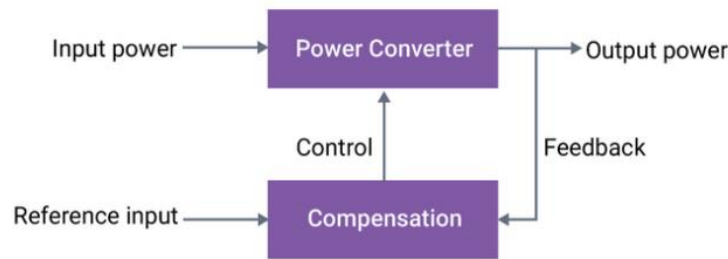 Input power
Power Converter
Output power
Control
Feedback
Reference input
Compensation